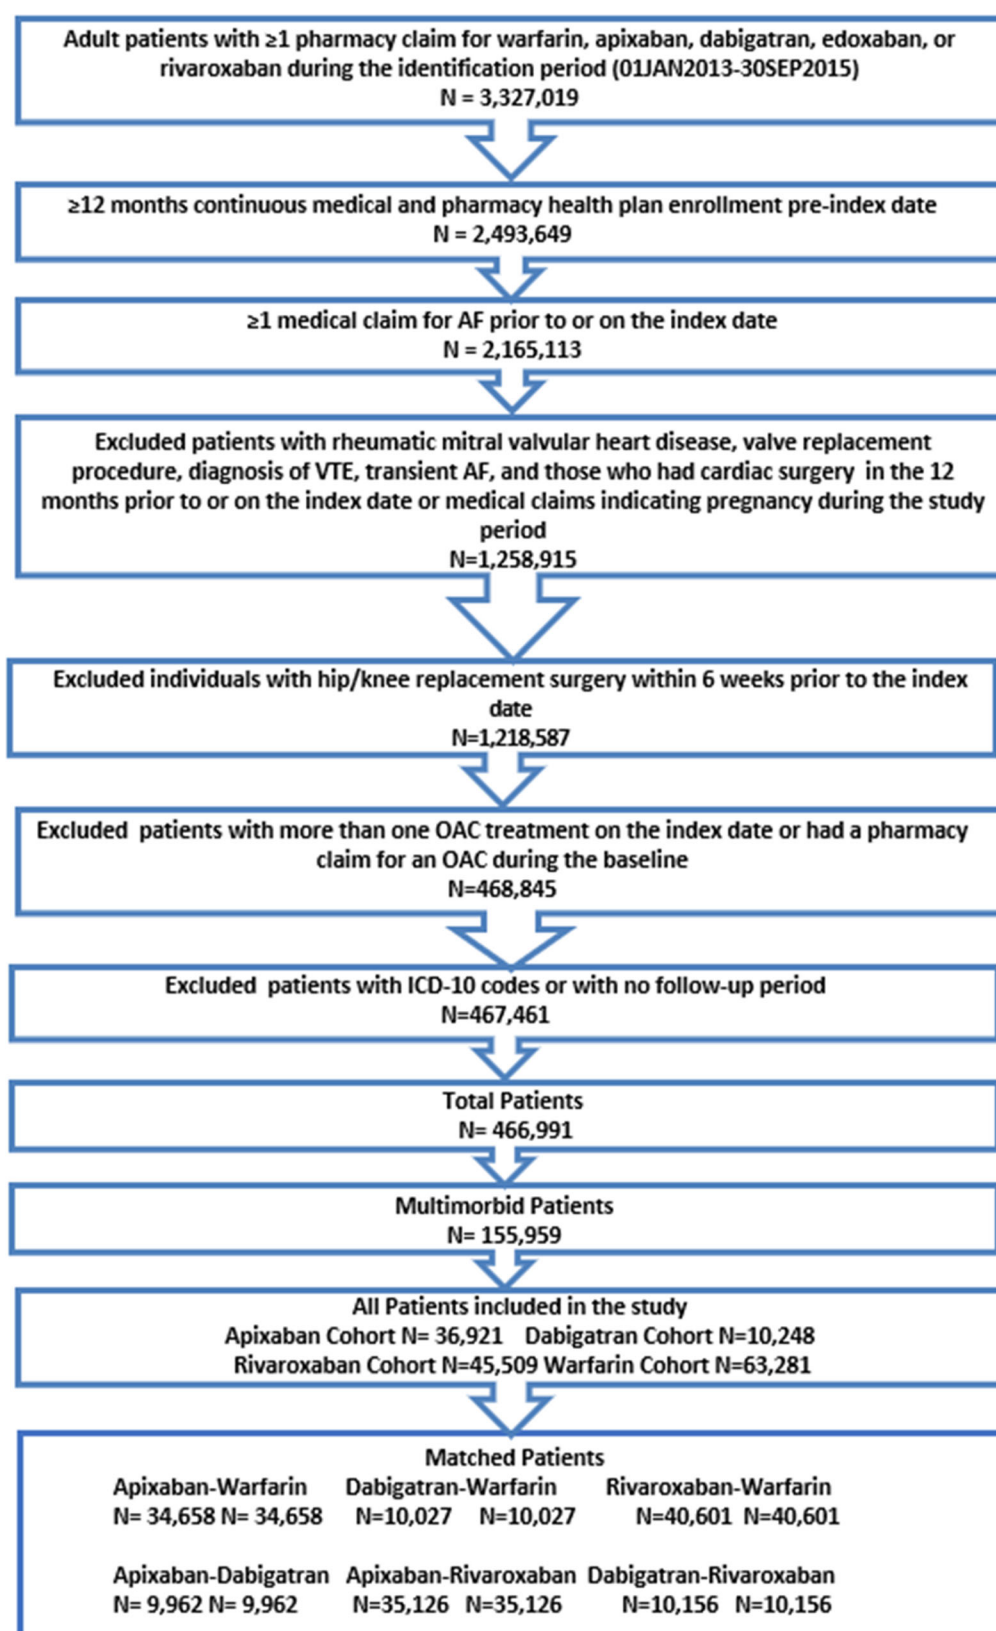 Adult patients with ≥1 pharmacy claim for warfarin, apixaban, dabigatran, edoxaban, or
rivaroxaban during the identification period (01JAN2013-30SEP2015)
N = 3,327,019
≥12 months continuous medical and pharmacy health plan enrollment pre-index date
N = 2,493,649
≥1 medical claim for AF prior to or on the index date
N = 2,165,113
Excluded patients with rheumatic mitral valvular heart disease, valve replacement
procedure, diagnosis of VTE, transient AF, and those who had cardiac surgery in the 12
months prior to or on the index date or medical claims indicating pregnancy during the study
period
N=1,258,915
Excluded individuals with hip/knee replacement surgery within 6 weeks prior to the index
date
N=1,218,587
Excluded patients with more than one OAC treatment on the index date or had a pharmacy
claim for an OAC during the baseline
N=468,845
Excluded patients with ICD-10 codes or with no follow-up period
N=467,461
Total Patients
N= 466,991
Multimorbid Patients
N= 155,959
All Patients included in the study
Apixaban Cohort N= 36,921 Dabigatran Cohort N=10,248
Rivaroxaban Cohort N=45,509 Warfarin Cohort N=63,281
Matched Patients
Apixaban-Warfarin Dabigatran-Warfarin Rivaroxaban-Warfarin
N= 34,658 N= 34,658 N=10,027 N=10,027 N=40,601 N=40,601
Apixaban-Dabigatran Apixaban-Rivaroxaban Dabigatran-Rivaroxaban
N= 9,962 N= 9,962 N=35,126 N=35,126 N=10,156 N=10,156